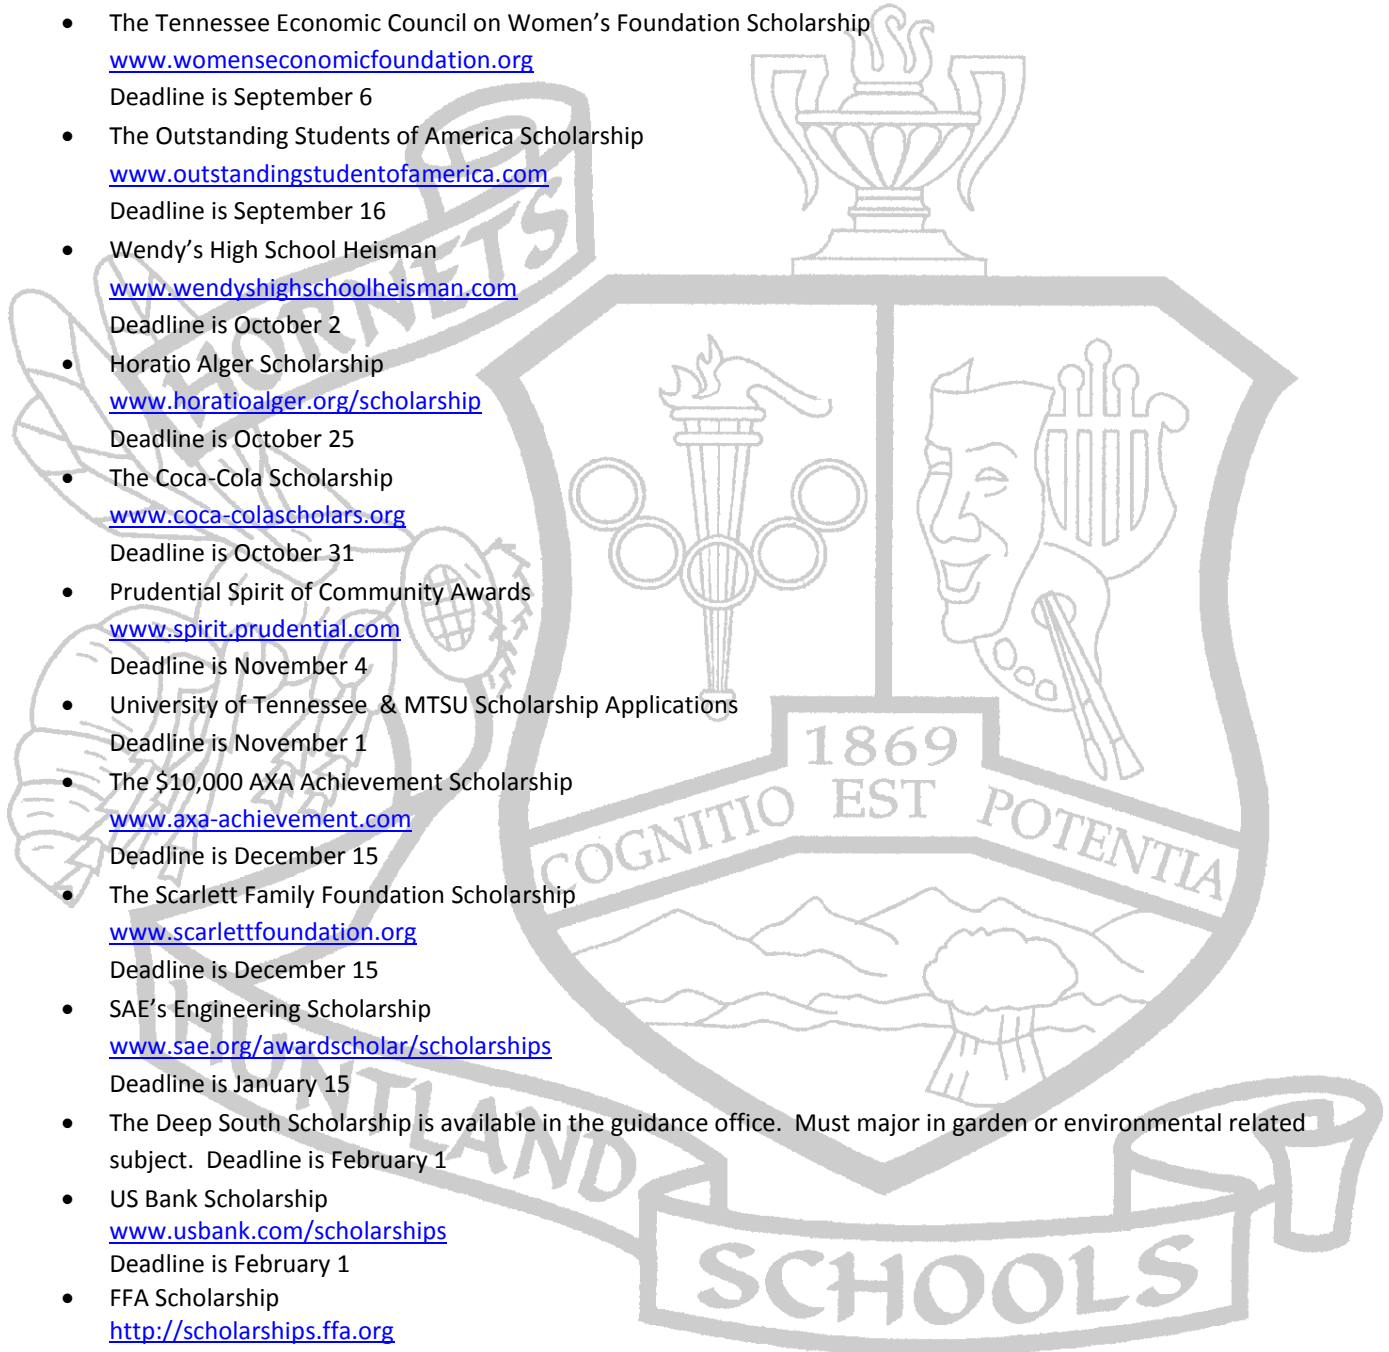 • The Tennessee Economic Council on Women’s Foundation Scholarship
www.womenseconomicfoundation.org
Deadline is September 6
• The Outstanding Students of America Scholarship
www.outstandingstudentofamerica.com
Deadline is September 16
• Wendy’s High School Heisman
www.wendyshighschoolheisman.com
Deadline is October 2
• Horatio Alger Scholarship
www.horatioalger.org/scholarship
Deadline is October 25
• The Coca-Cola Scholarship
www.coca-colascholars.org
Deadline is October 31
• Prudential Spirit of Community Awards
www.spirit.prudential.com
Deadline is November 4
• University of Tennessee & MTSU Scholarship Applications
Deadline is November 1
• The $10,000 AXA Achievement Scholarship
www.axa-achievement.com
Deadline is December 15
• The Scarlett Family Foundation Scholarship
www.scarlettfoundation.org
Deadline is December 15
• SAE’s Engineering Scholarship
www.sae.org/awardscholar/scholarships
Deadline is January 15
• The Deep South Scholarship is available in the guidance office. Must major in garden or environmental related
subject. Deadline is February 1
• US Bank Scholarship
www.usbank.com/scholarships
Deadline is February 1
• FFA Scholarship
http://scholarships.ffa.org
HORNETS
1869
COGNITIO EST POTENTIA
HUNTLAND
SCHOOLS